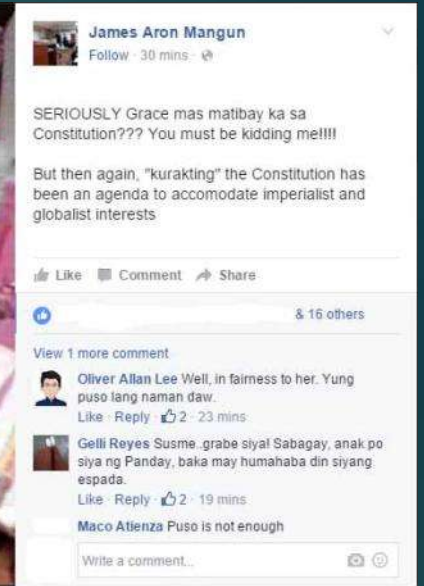 James Aron Mangun
Follow · 30 mins ·
SERIOUSLY Grace mas matibay ka sa
Constitution??? You must be kidding me!!!!
But then again, "kurakting" the Constitution has
been an agenda to accomodate imperialist and
globalist interests
Like Comment Share
& 16 others
View 1 more comment
Oliver Allan Lee Well, in fairness to her. Yung
puso lang naman daw.
Like · Reply · 2 · 23 mins
Gelli Reyes Susme..grabe siya! Sabagay, anak po
siya ng Panday, baka may humahaba din siyang
espada.
Like · Reply · 2 · 19 mins
Maco Atienza Puso is not enough
Write a comment...